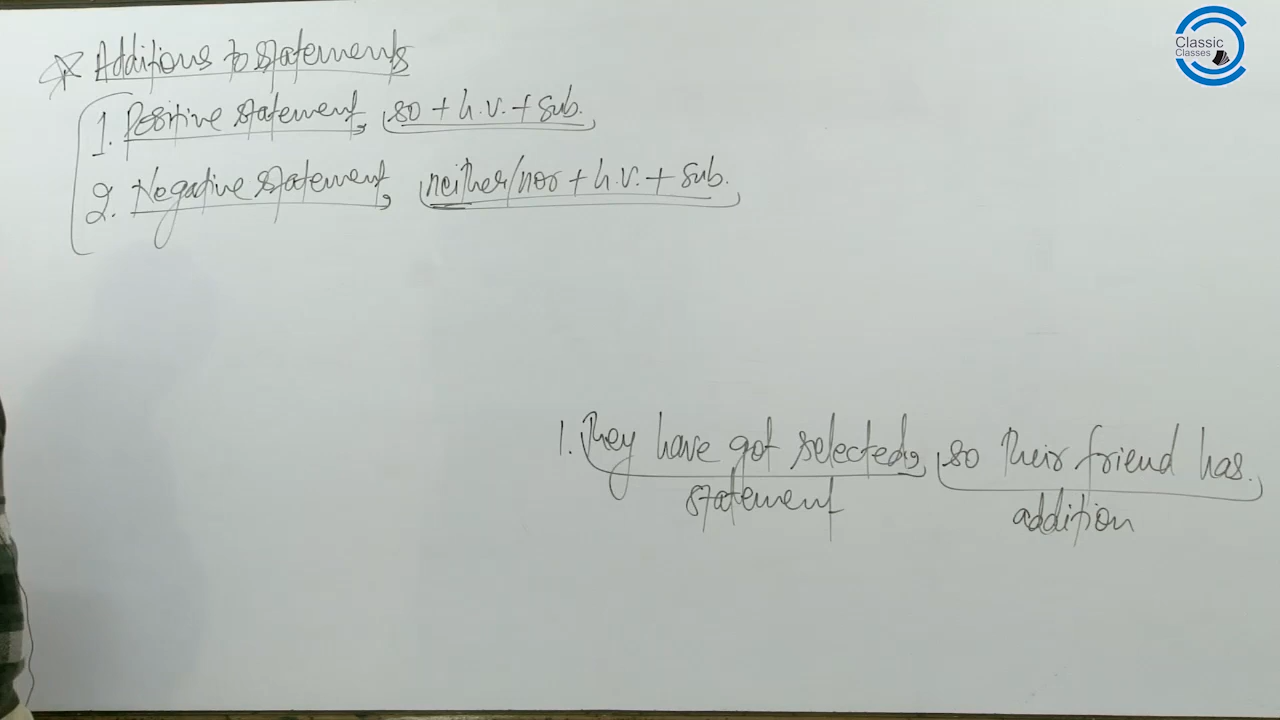 Classic
Classes
Additions to statements
1. Positive statement, so + h.v. + sub.
2. Negative statement, neither/nor + h.v. + sub.
1. They have got selected, so their friend has.
statement addition